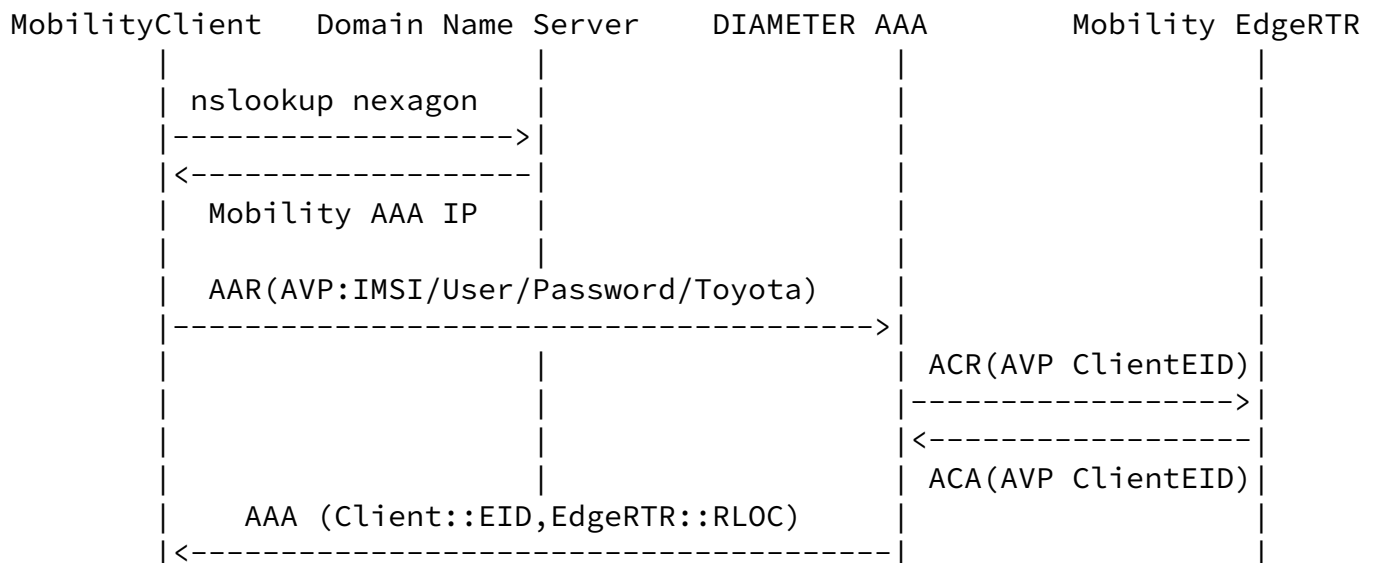 MobilityClient   Domain Name Server    DIAMETER AAA        Mobility EdgeRTR
nslookup nexagon
Mobility AAA IP
AAR(AVP:IMSI/User/Password/Toyota)
ACR(AVP ClientEID)
ACA(AVP ClientEID)
AAA (Client::EID,EdgeRTR::RLOC)